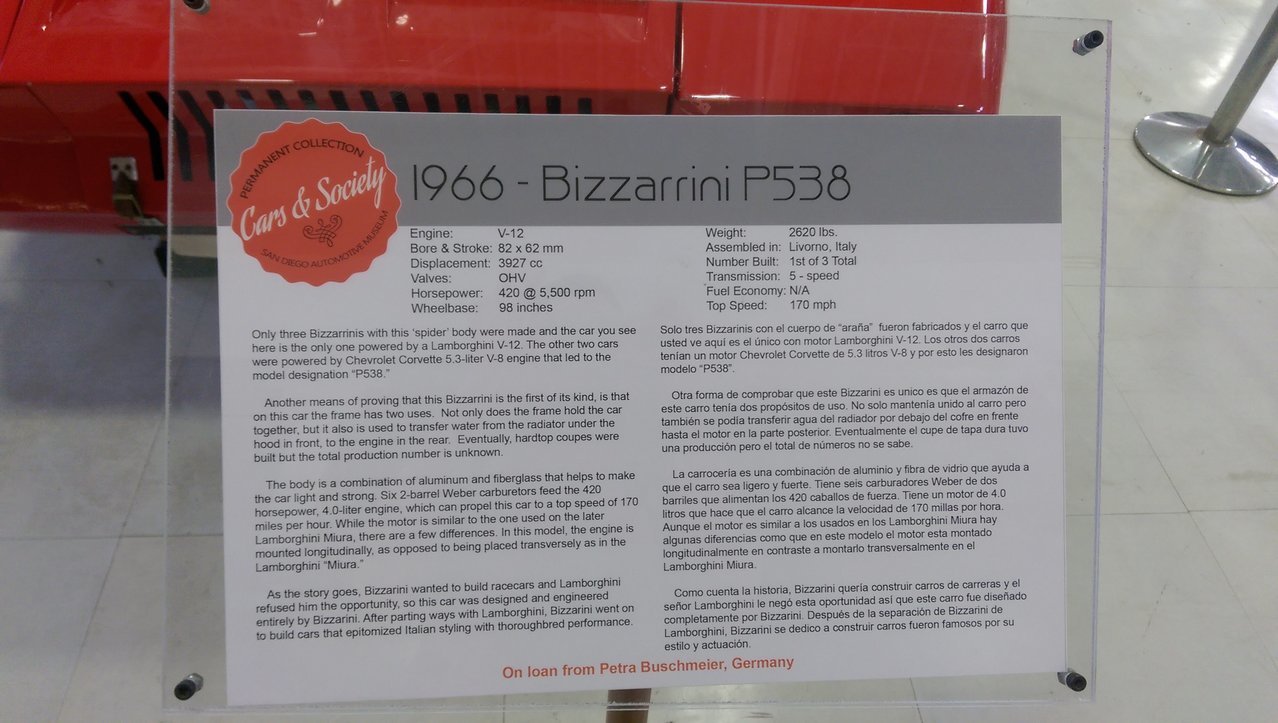 PERMANENT COLLECTION
Cars & Society
SAN DIEGO AUTOMOTIVE MUSEUM
1966 - Bizzarrini P538
Engine: V-12
Bore & Stroke: 82 x 62 mm
Displacement: 3927 cc
Valves: OHV
Horsepower: 420 @ 5,500 rpm
Wheelbase: 98 inches
Weight: 2620 lbs.
Assembled in: Livorno, Italy
Number Built: 1st of 3 Total
Transmission: 5 - speed
Fuel Economy: N/A
Top Speed: 170 mph
Only three Bizzarrinis with this 'spider' body were made and the car you see
here is the only one powered by a Lamborghini V-12. The other two cars
were powered by Chevrolet Corvette 5.3-liter V-8 engine that led to the
model designation "P538."
Another means of proving that this Bizzarrini is the first of its kind, is that
on this car the frame has two uses. Not only does the frame hold the car
together, but it also is used to transfer water from the radiator under the
hood in front, to the engine in the rear. Eventually, hardtop coupes were
built but the total production number is unknown.
The body is a combination of aluminum and fiberglass that helps to make
the car light and strong. Six 2-barrel Weber carburetors feed the 420
horsepower, 4.0-liter engine, which can propel this car to a top speed of 170
miles per hour. While the motor is similar to the one used on the later
Lamborghini Miura, there are a few differences. In this model, the engine is
mounted longitudinally, as opposed to being placed transversely as in the
Lamborghini "Miura."
As the story goes, Bizzarini wanted to build racecars and Lamborghini
refused him the opportunity, so this car was designed and engineered
entirely by Bizzarini. After parting ways with Lamborghini, Bizzarini went on
to build cars that epitomized Italian styling with thoroughbred performance.
Solo tres Bizzarinis con el cuerpo de "araña" fueron fabricados y el carro que
usted ve aquí es el único con motor Lamborghini V-12. Los otros dos carros
tenían un motor Chevrolet Corvette de 5.3 litros V-8 y por esto les designaron
modelo "P538".
Otra forma de comprobar que este Bizzarini es unico es que el armazón de
este carro tenía dos propósitos de uso. No solo mantenía unido al carro pero
también se podía transferir agua del radiador por debajo del cofre en frente
hasta el motor en la parte posterior. Eventualmente el cupe de tapa dura tuvo
una producción pero el total de números no se sabe.
La carrocería es una combinación de aluminio y fibra de vidrio que ayuda a
que el carro sea ligero y fuerte. Tiene seis carburadores Weber de dos
barriles que alimentan los 420 caballos de fuerza. Tiene un motor de 4.0
litros que hace que el carro alcance la velocidad de 170 millas por hora.
Aunque el motor es similar a los usados en los Lamborghini Miura hay
algunas diferencias como que en este modelo el motor esta montado
longitudinalmente en contraste a montarlo transversalmente en el
Lamborghini Miura.
Como cuenta la historia, Bizzarini quería construir carros de carreras y el
señor Lamborghini le negó esta oportunidad así que este carro fue diseñado
completamente por Bizzarini. Después de la separación de Bizzarini de
Lamborghini, Bizzarini se dedico a construir carros fueron famosos por su
estilo y actuación.
On loan from Petra Buschmeier, Germany